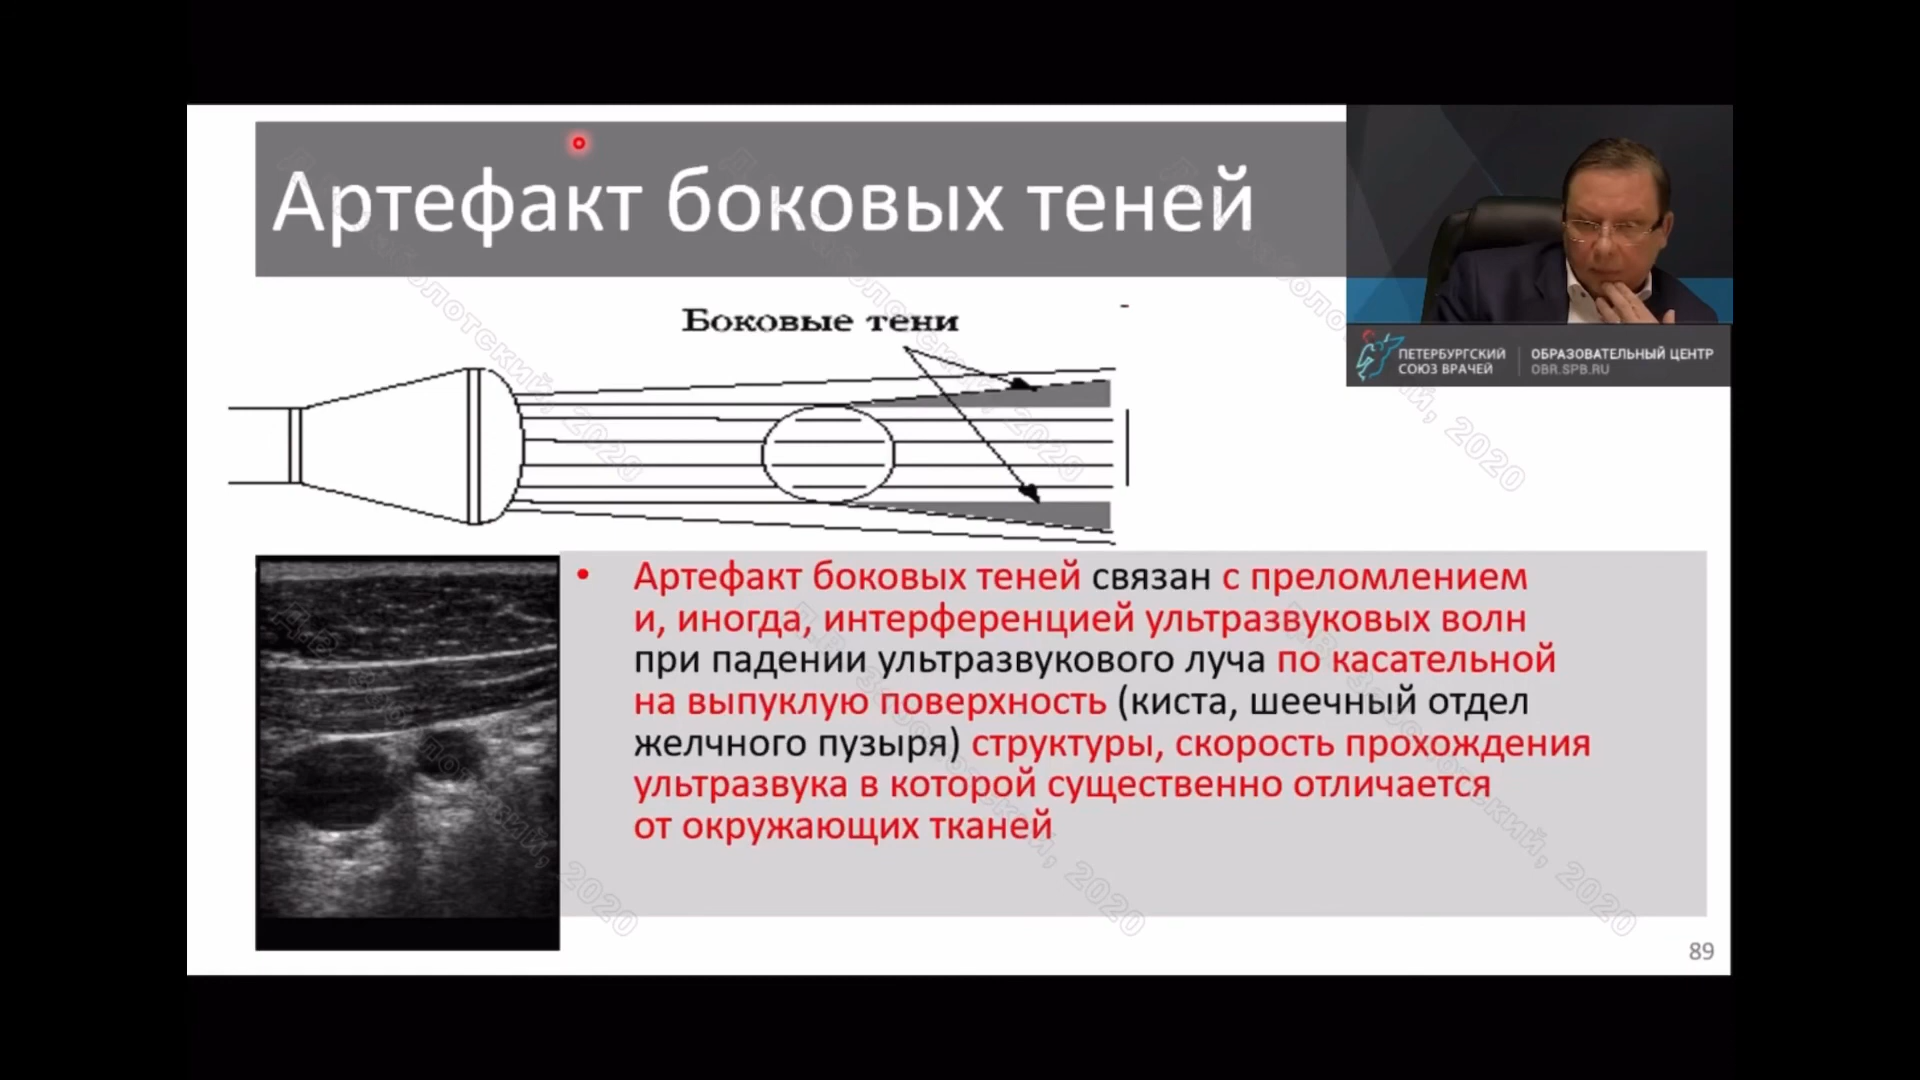 Артефакт боковых теней
ПЕТЕРБУРГСКИЙ
СОЮЗ ВРАЧЕЙ
ОБРАЗОВАТЕЛЬНЫЙ ЦЕНТР
OBR.SPB.RU
Боковые тени
• Артефакт боковых теней связан с преломлением
и, иногда, интерференцией ультразвуковых волн
при падении ультразвукового луча по касательной
на выпуклую поверхность (киста, шеечный отдел
желчного пузыря) структуры, скорость прохождения
ультразвука в которой существенно отличается
от окружающих тканей
Д.В. Заболотский, 2020
89